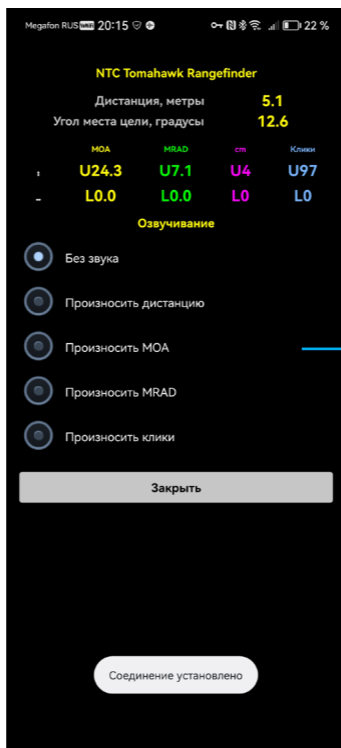 Megafon RUS 20:15 22 %
NTC Tomahawk Rangefinder
Дистанция, метры 5.1
Угол места цели, градусы 12.6
MOA MRAD cm Клики
: U24.3 U7.1 U4 U97
- L0.0 L0.0 L0 L0
Озвучивание
Без звука
Произносить дистанцию
Произносить MOA
Произносить MRAD
Произносить клики
Закрыть
Соединение установлено